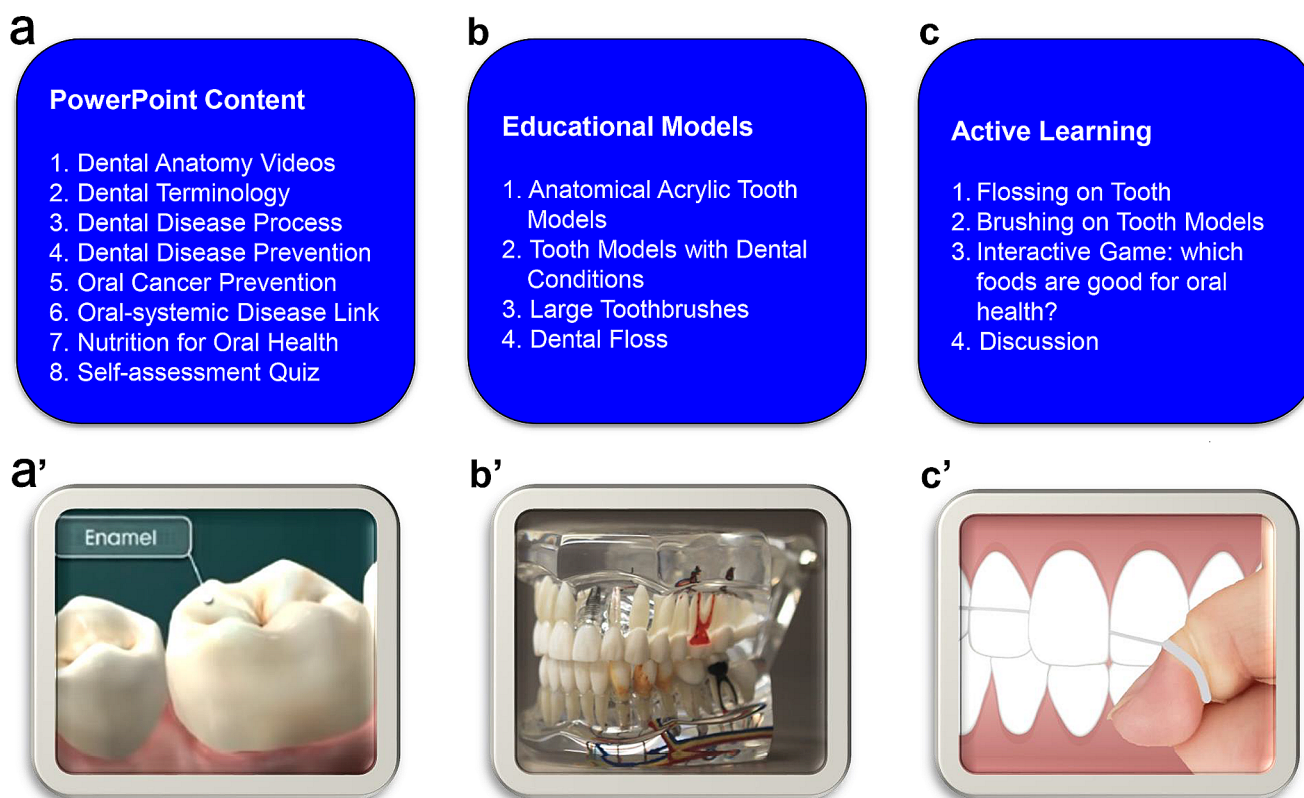 a
PowerPoint Content
1. Dental Anatomy Videos
2. Dental Terminology
3. Dental Disease Process
4. Dental Disease Prevention
5. Oral Cancer Prevention
6. Oral-systemic Disease Link
7. Nutrition for Oral Health
8. Self-assessment Quiz
b
Educational Models
1. Anatomical Acrylic Tooth
Models
2. Tooth Models with Dental
Conditions
3. Large Toothbrushes
4. Dental Floss
c
Active Learning
1. Flossing on Tooth
2. Brushing on Tooth Models
3. Interactive Game: which
foods are good for oral
health?
4. Discussion
a’
Enamel
b’
c’